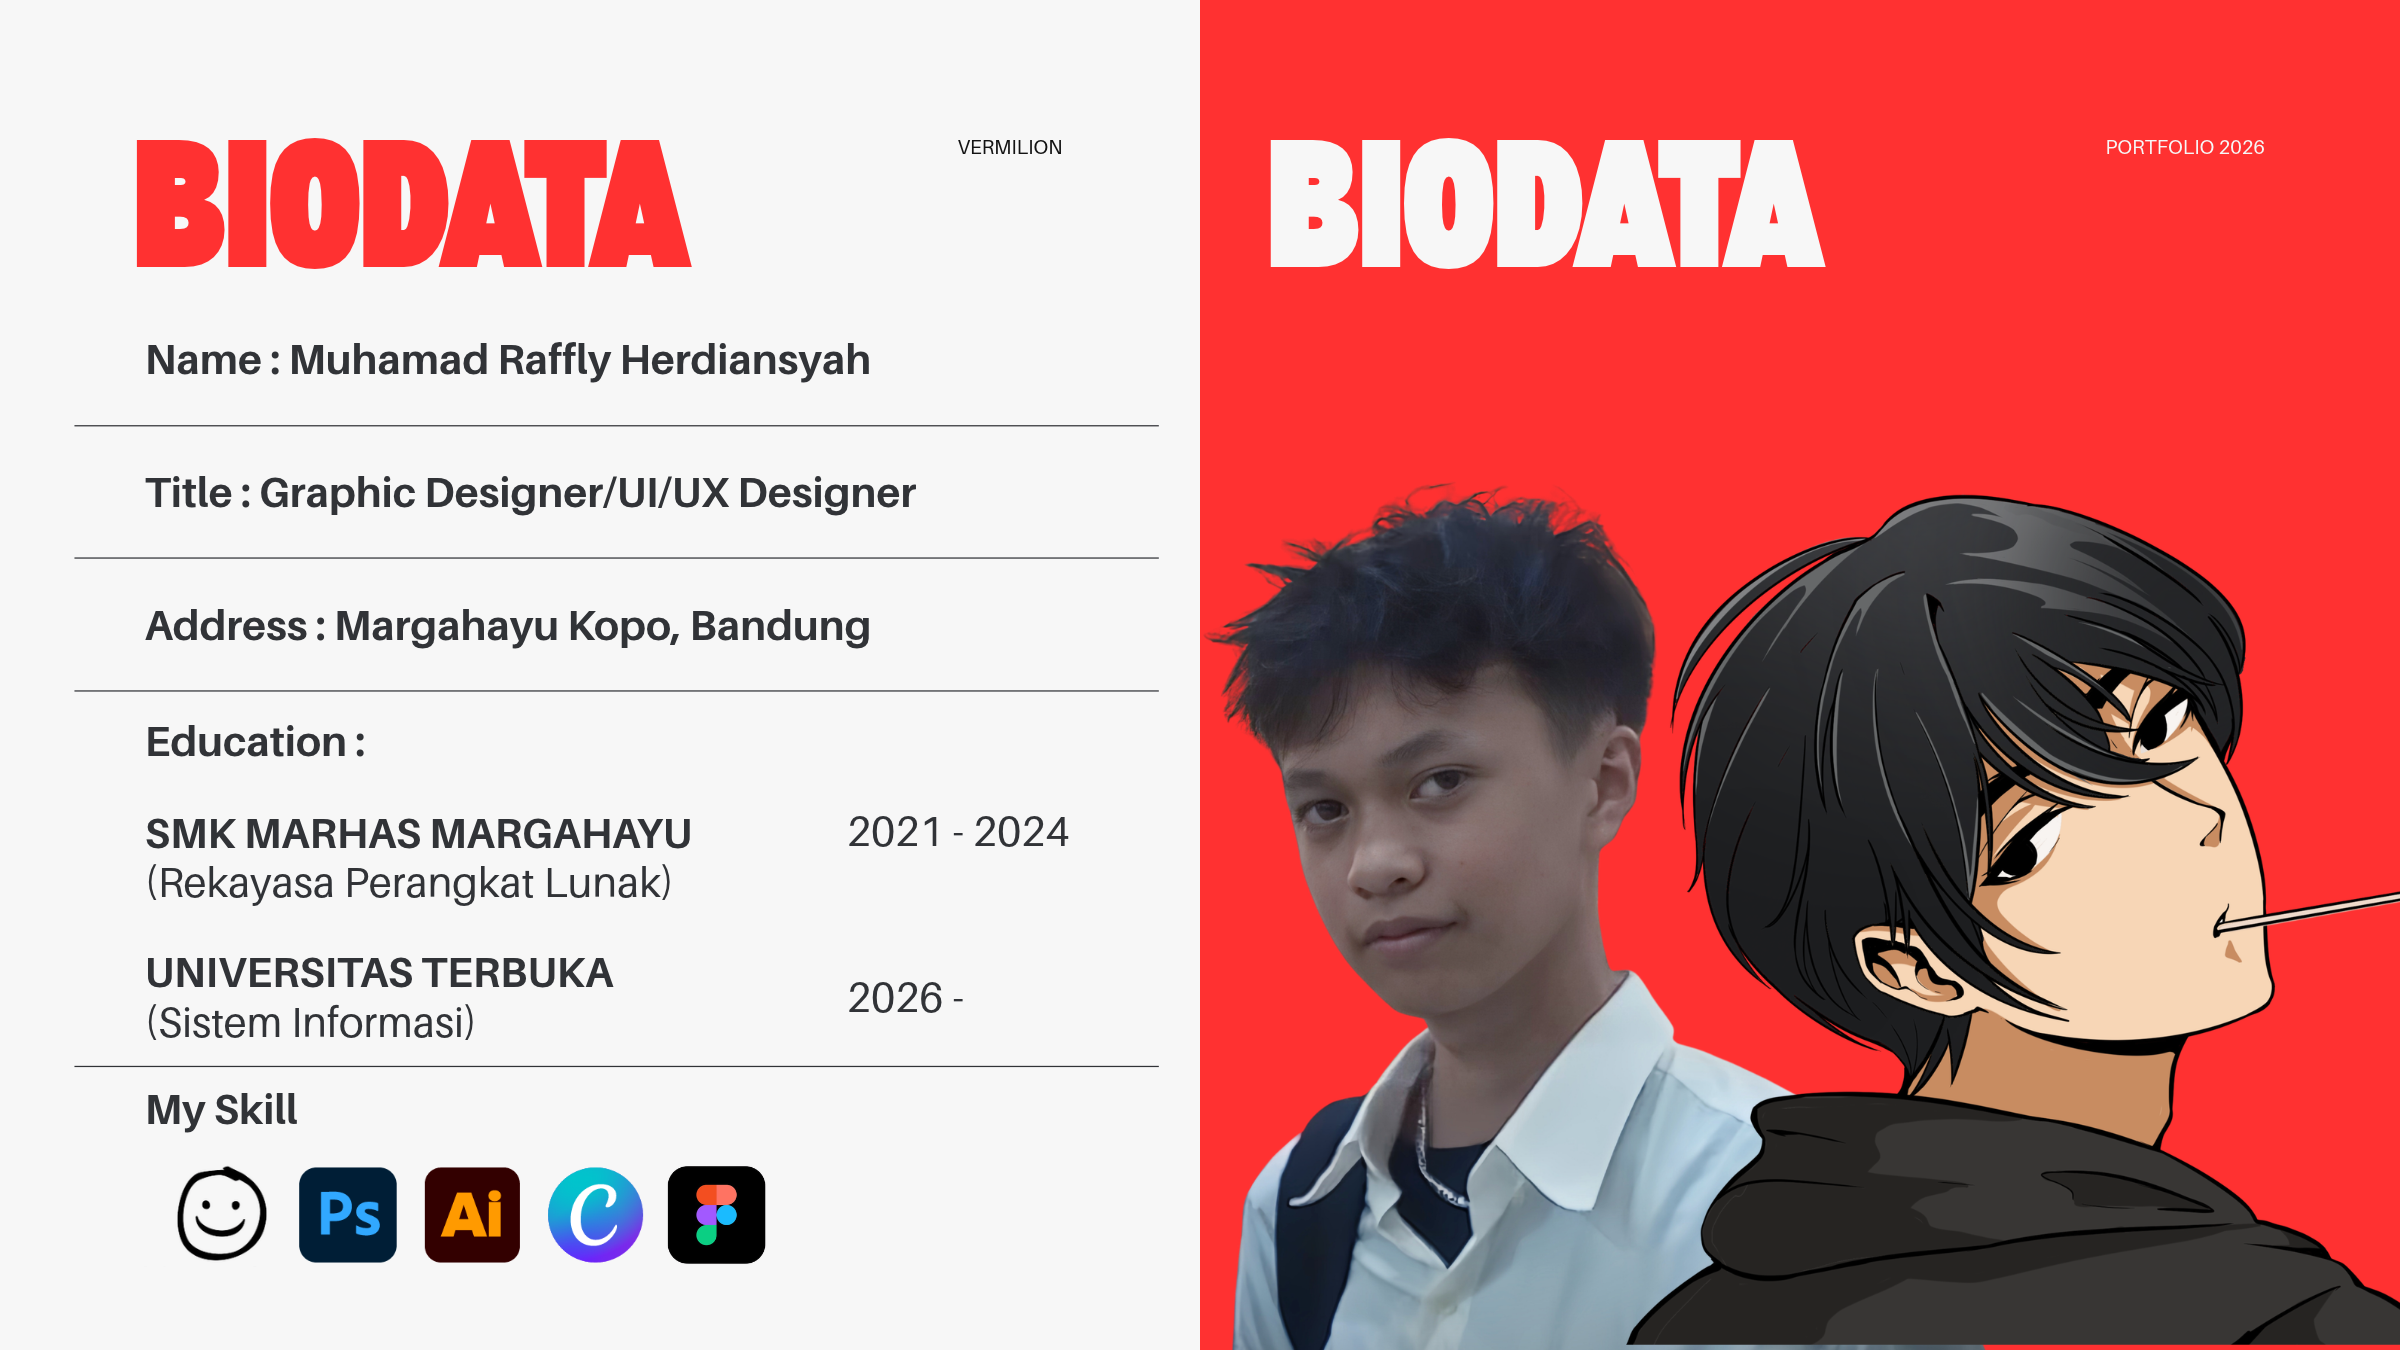 BIODATA
VERMILION
Name : Muhamad Raffly Herdiansyah
Title : Graphic Designer/UI/UX Designer
Address : Margahayu Kopo, Bandung
Education :
SMK MARHAS MARGAHAYU
2021 - 2024
(Rekayasa Perangkat Lunak)
UNIVERSITAS TERBUKA
2026 -
(Sistem Informasi)
My Skill
Ps
Ai
C
BIODATA
PORTFOLIO 2026